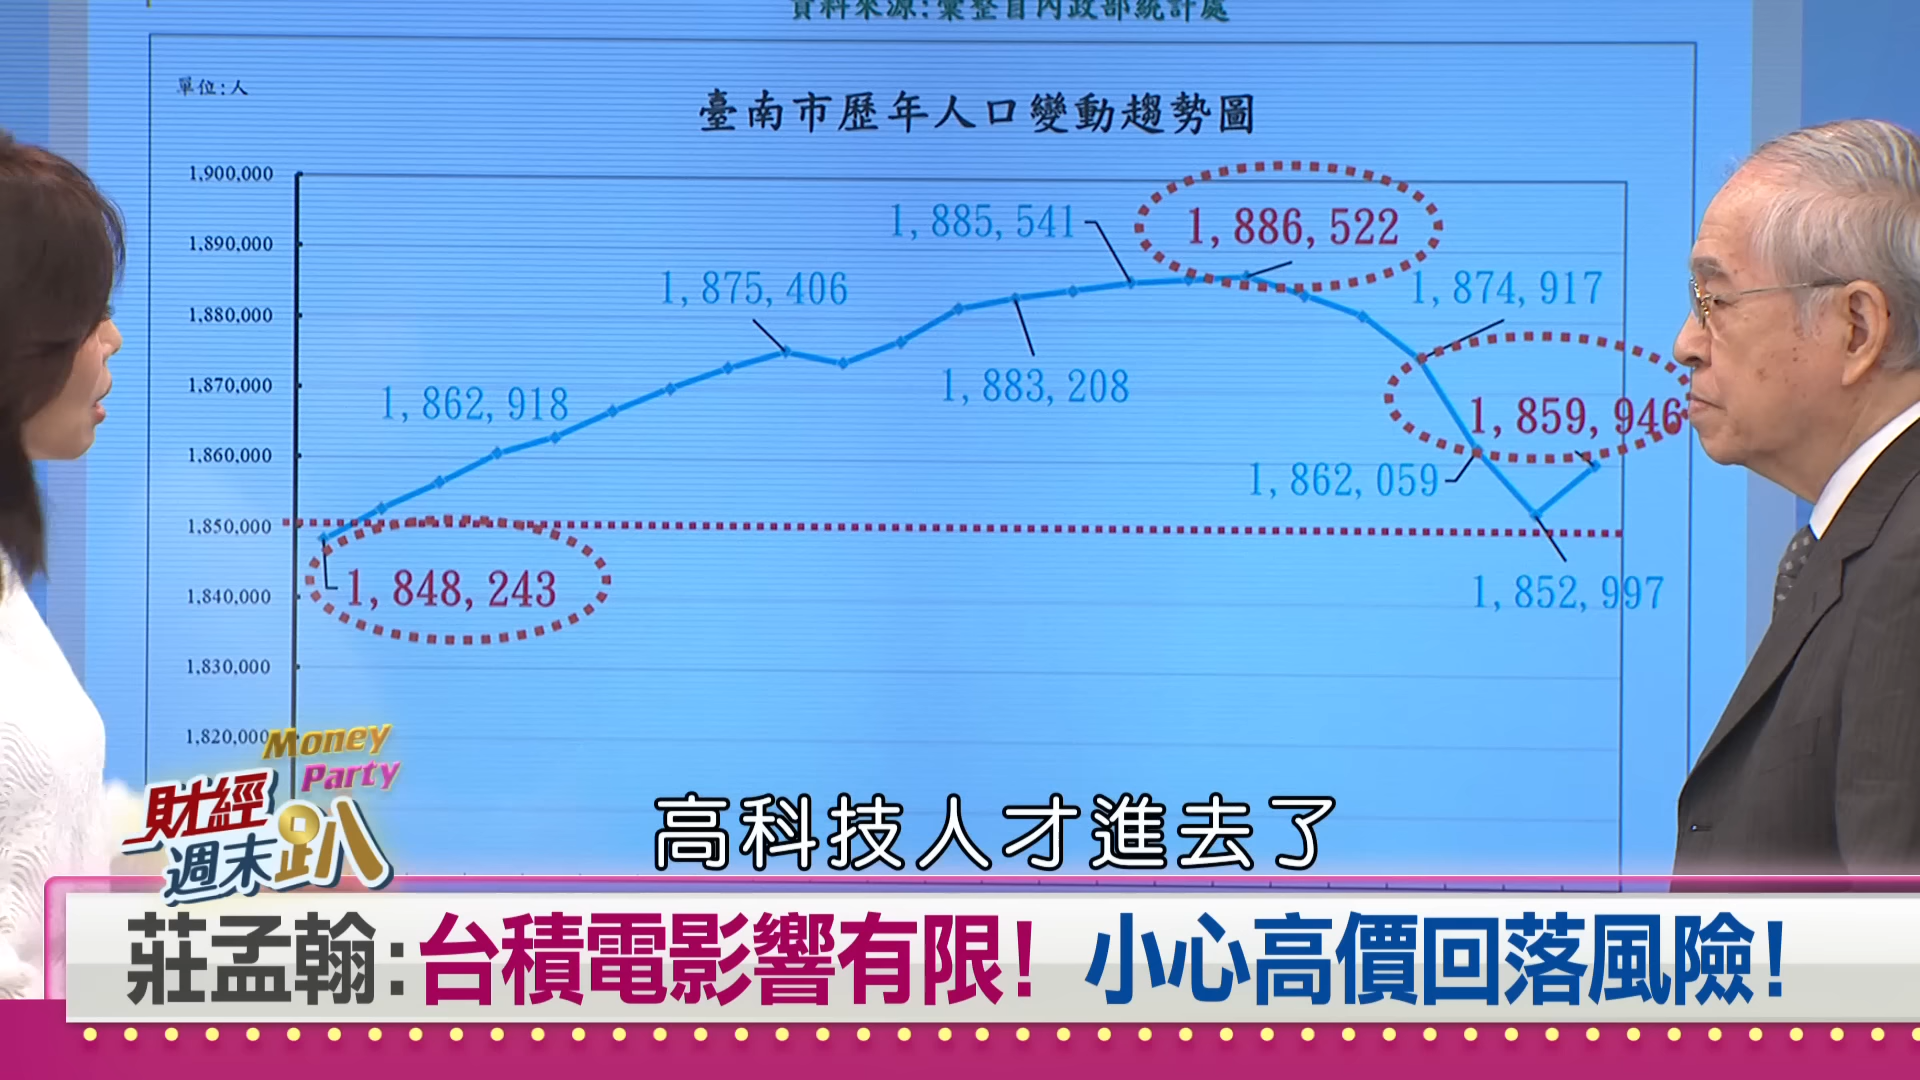 資料來源:彙整自內政部統計處
單位:人
臺南市歷年人口變動趨勢圖
1,900,000
1,890,000
1,880,000
1,870,000
1,860,000
1,850,000
1,840,000
1,830,000
1,820,000
1,848,243
1,862,918
1,875,406
1,883,208
1,885,541
1,886,522
1,874,917
1,862,059
1,859,946
1,852,997
Money
Party
財經
週末趴
高科技人才進去了
莊孟翰:台積電影響有限! 小心高價回落風險!